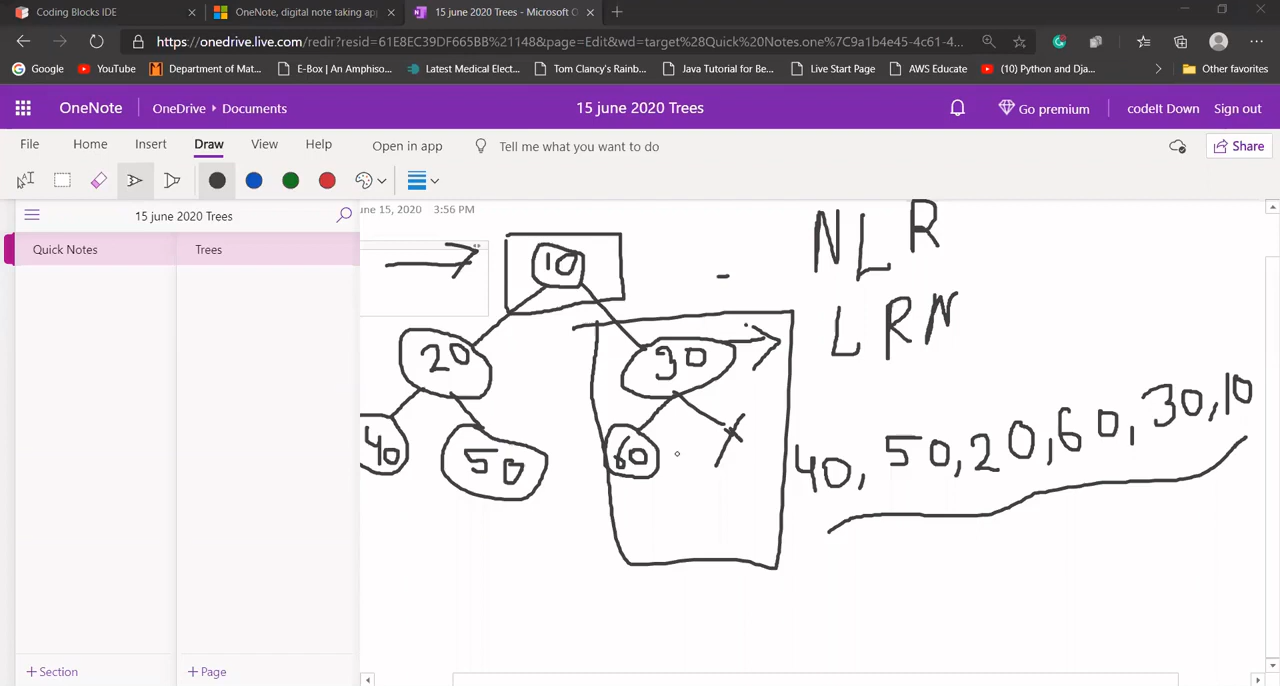 Coding Blocks IDE
OneNote, digital note taking ap
15 june 2020 Trees - Microsoft O
https://onedrive.live.com/redir?resid=61E8EC39DF665BB%21148&page=Edit&wd=target%28Quick%20Notes.one%7C9a1b4e45-4c61-4...
Google
YouTube
Department of Mat...
E-Box | An Amphiso...
Latest Medical Elect...
Tom Clancy's Rainb...
Java Tutorial for Be...
Live Start Page
AWS Educate
(10) Python and Dja...
Other favorites
OneNote
OneDrive › Documents
15 june 2020 Trees
Go premium
codeIt Down
Sign out
File
Home
Insert
Draw
View
Help
Open in app
Tell me what you want to do
Share
15 june 2020 Trees
une 15, 2020
3:56 PM
Quick Notes
Trees
NLR
LRN
10
20
30
40
50
60
40, 50, 20, 60, 30, 10
+ Section
+ Page